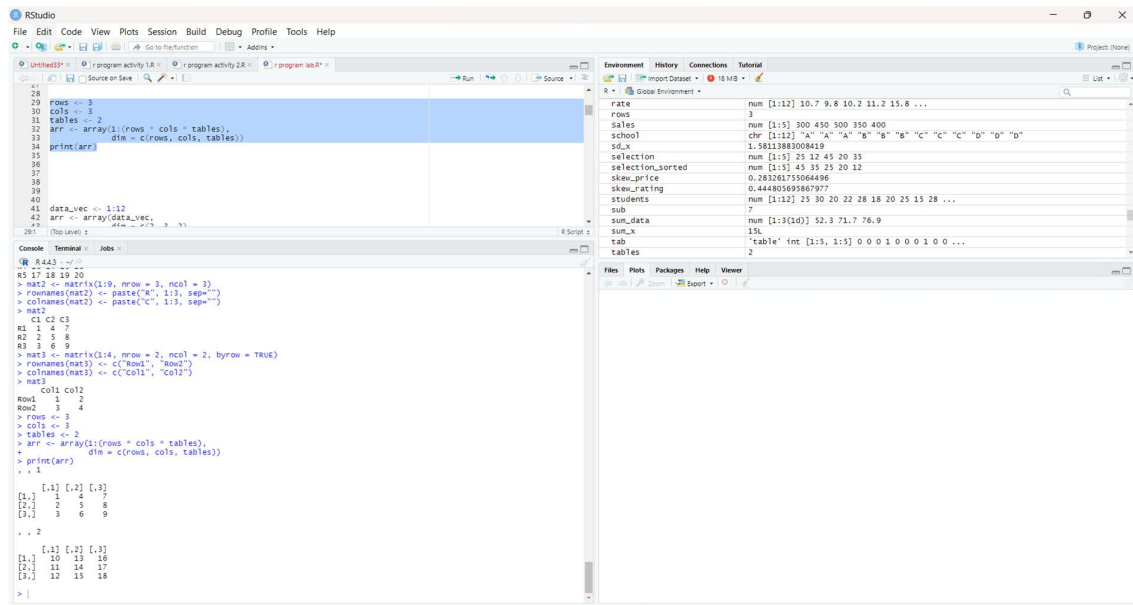 RStudio
File Edit Code View Plots Session Build Debug Profile Tools Help
Go to file/function Addins
Project: (None)
Untitled33* r program activity 1.R r program activity 2.R r program lab.R*
Source on Save Run Source
27
28
29 rows <- 3
30 cols <- 3
31 tables <- 2
32 arr <- array(1:(rows * cols * tables),
33 dim = c(rows, cols, tables))
34 print(arr)
35
36
37
38
39
40
41 data_vec <- 1:12
42 arr <- array(data_vec,
43 dim = c(2, 3, 2)
29:1 (Top Level) R Script
Console Terminal Jobs
R 4.4.3 · ~/
R5 17 18 19 20
> mat2 <- matrix(1:9, nrow = 3, ncol = 3)
> rownames(mat2) <- paste("R", 1:3, sep="")
> colnames(mat2) <- paste("C", 1:3, sep="")
> mat2
C1 C2 C3
R1 1 4 7
R2 2 5 8
R3 3 6 9
> mat3 <- matrix(1:4, nrow = 2, ncol = 2, byrow = TRUE)
> rownames(mat3) <- c("Row1", "Row2")
> colnames(mat3) <- c("Col1", "Col2")
> mat3
Col1 Col2
Row1 1 2
Row2 3 4
> rows <- 3
> cols <- 3
> tables <- 2
> arr <- array(1:(rows * cols * tables),
+ dim = c(rows, cols, tables))
> print(arr)
, , 1
[,1] [,2] [,3]
[1,] 1 4 7
[2,] 2 5 8
[3,] 3 6 9
, , 2
[,1] [,2] [,3]
[1,] 10 13 16
[2,] 11 14 17
[3,] 12 15 18
>
Environment History Connections Tutorial
Import Dataset 18 MiB List
R Global Environment
rate num [1:12] 10.7 9.8 10.2 11.2 15.8 ...
rows 3
Sales num [1:5] 300 450 500 350 400
school chr [1:12] "A" "A" "A" "B" "B" "B" "C" "C" "C" "D" "D" "D"
sd_x 1.58113883008419
selection num [1:5] 25 12 45 20 35
selection_sorted num [1:5] 45 35 25 20 12
skew_price 0.283261755064496
skew_rating 0.444805695867977
students num [1:12] 25 30 20 22 28 18 20 25 15 28 ...
sub 7
sum_data num [1:3(1d)] 52.3 71.7 76.9
sum_x 15L
tab 'table' int [1:5, 1:5] 0 0 0 1 0 0 0 1 0 0 ...
tables 2
Files Plots Packages Help Viewer
Zoom Export